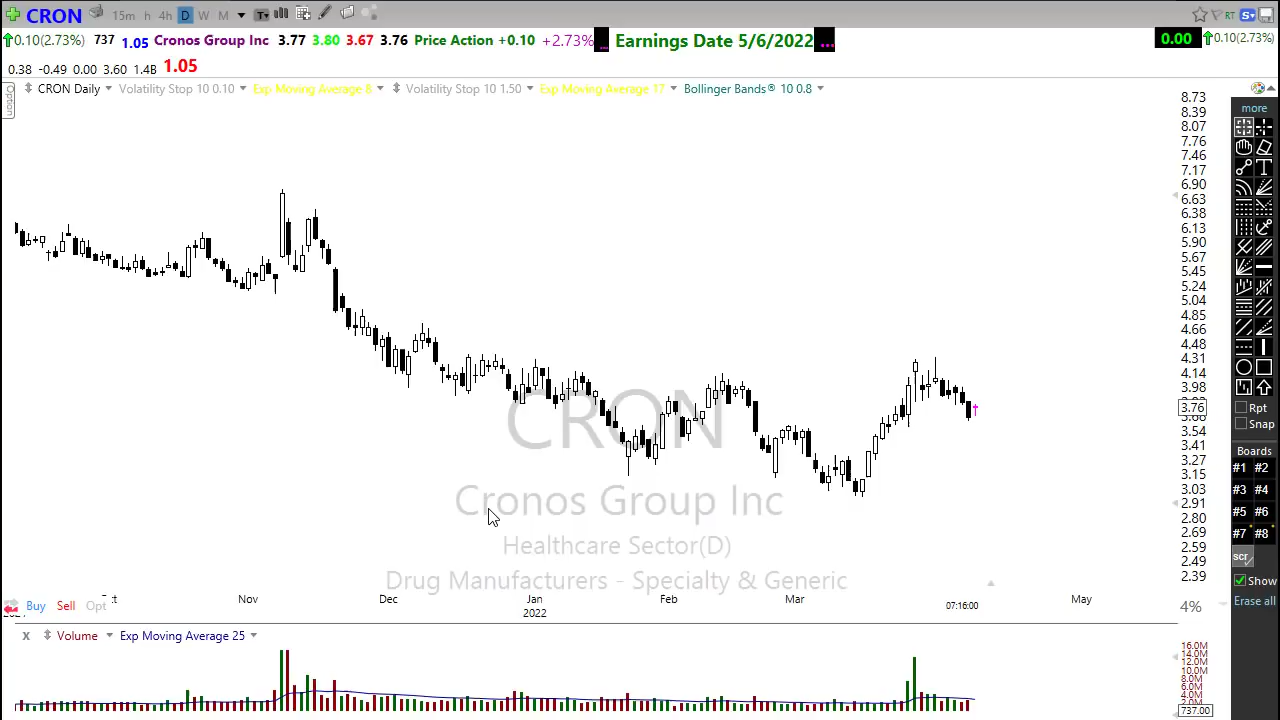 CRON 15m h 4h D W M T RT S
0.10(2.73%) 737 1.05 Cronos Group Inc 3.77 3.80 3.67 3.76 Price Action +0.10 +2.73% ... Earnings Date 5/6/2022 ... 0.00 0.10(2.73%)
0.38 -0.49 0.00 3.60 1.4B 1.05
Option
CRON Daily Volatility Stop 10 0.10 Exp Moving Average 8 Volatility Stop 10 1.50 Exp Moving Average 17 Bollinger Bands® 10 0.8
8.73
8.39
8.07
7.76
7.46
7.17
6.90
6.63
6.38
6.13
5.90
5.67
5.45
5.24
5.04
4.85
4.66
4.48
4.31
4.14
3.98
3.76
3.54
3.41
3.27
3.15
3.03
2.91
2.80
2.69
2.59
2.49
2.39
more
T
Rpt
Snap
Boards
#1 #2
#3 #4
#5 #6
#7 #8
scr
Show
Erase all
CRON
Cronos Group Inc
Healthcare Sector(D)
Drug Manufacturers - Specialty & Generic
Buy Sell Opt
Nov Dec Jan Feb Mar 07:16:00 May
2022
4%
X Volume Exp Moving Average 25
16.0M
14.0M
12.0M
10.0M
8.0M
6.0M
4.0M
2.0M
737.00